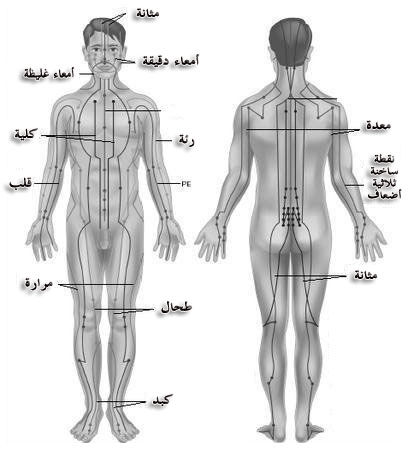 مثانة
أمعاء دقيقة
أمعاء غليظة
كلية
رئة
قلب
PE
مرارة
طحال
كبد
معدة
نقطة
ساخنة
ثلاثية
أضعاف
مثانة